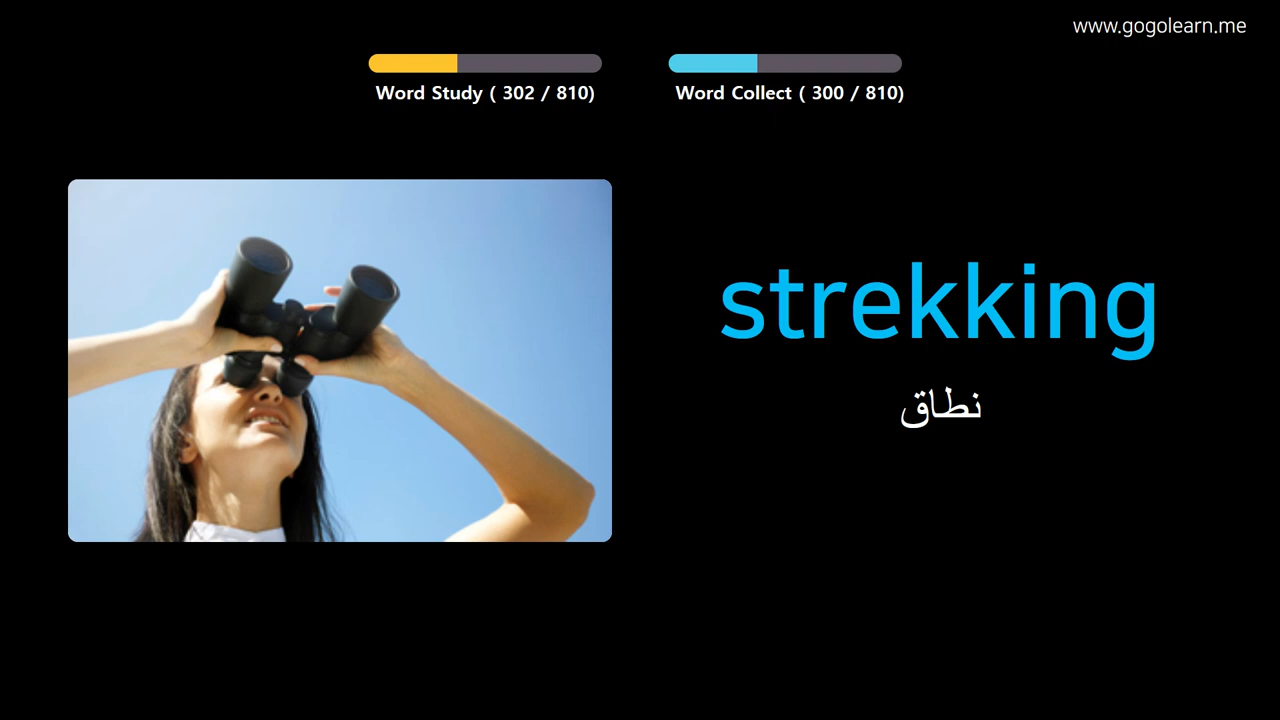 www.gogolearn.me
Word Study ( 302 / 810)
Word Collect ( 300 / 810)
strekking
نطاق